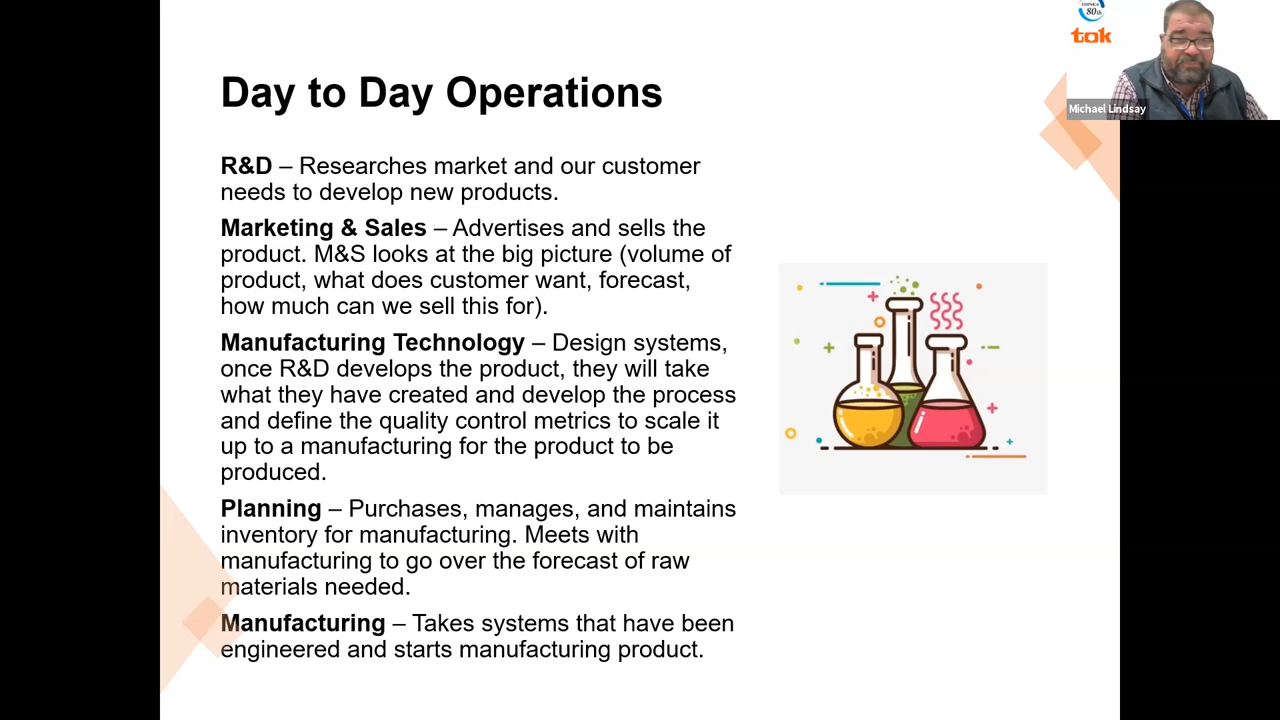 80th
tok
Michael Lindsay
Day to Day Operations
R&D – Researches market and our customer
needs to develop new products.
Marketing & Sales – Advertises and sells the
product. M&S looks at the big picture (volume of
product, what does customer want, forecast,
how much can we sell this for).
Manufacturing Technology – Design systems,
once R&D develops the product, they will take
what they have created and develop the process
and define the quality control metrics to scale it
up to a manufacturing for the product to be
produced.
Planning – Purchases, manages, and maintains
inventory for manufacturing. Meets with
manufacturing to go over the forecast of raw
materials needed.
Manufacturing – Takes systems that have been
engineered and starts manufacturing product.